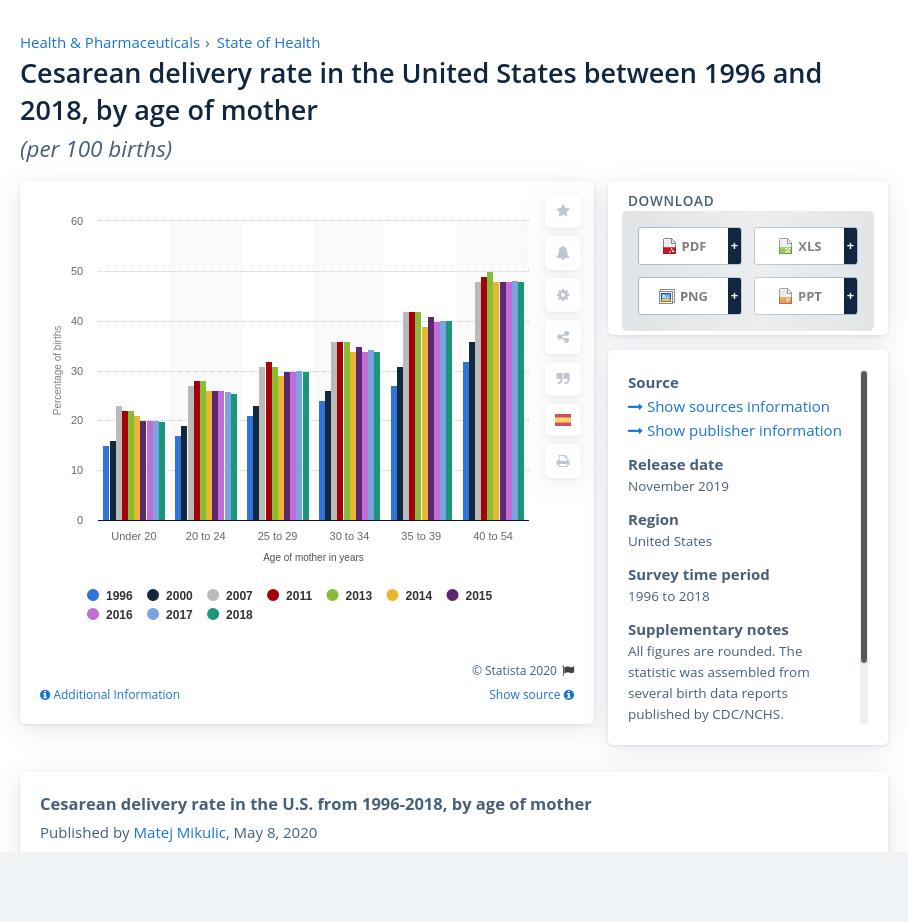 Health & Pharmaceuticals › State of Health
Cesarean delivery rate in the United States between 1996 and
2018, by age of mother
(per 100 births)
60
50
40
30
20
10
0
Percentage of births
Under 20
20 to 24
25 to 29
30 to 34
35 to 39
40 to 54
Age of mother in years
1996 2000 2007 2011 2013 2014 2015
2016 2017 2018
© Statista 2020
Additional Information
Show source
DOWNLOAD
PDF +
XLS +
PNG +
PPT +
Source
Show sources information
Show publisher information
Release date
November 2019
Region
United States
Survey time period
1996 to 2018
Supplementary notes
All figures are rounded. The
statistic was assembled from
several birth data reports
published by CDC/NCHS.
Cesarean delivery rate in the U.S. from 1996-2018, by age of mother
Published by Matej Mikulic, May 8, 2020